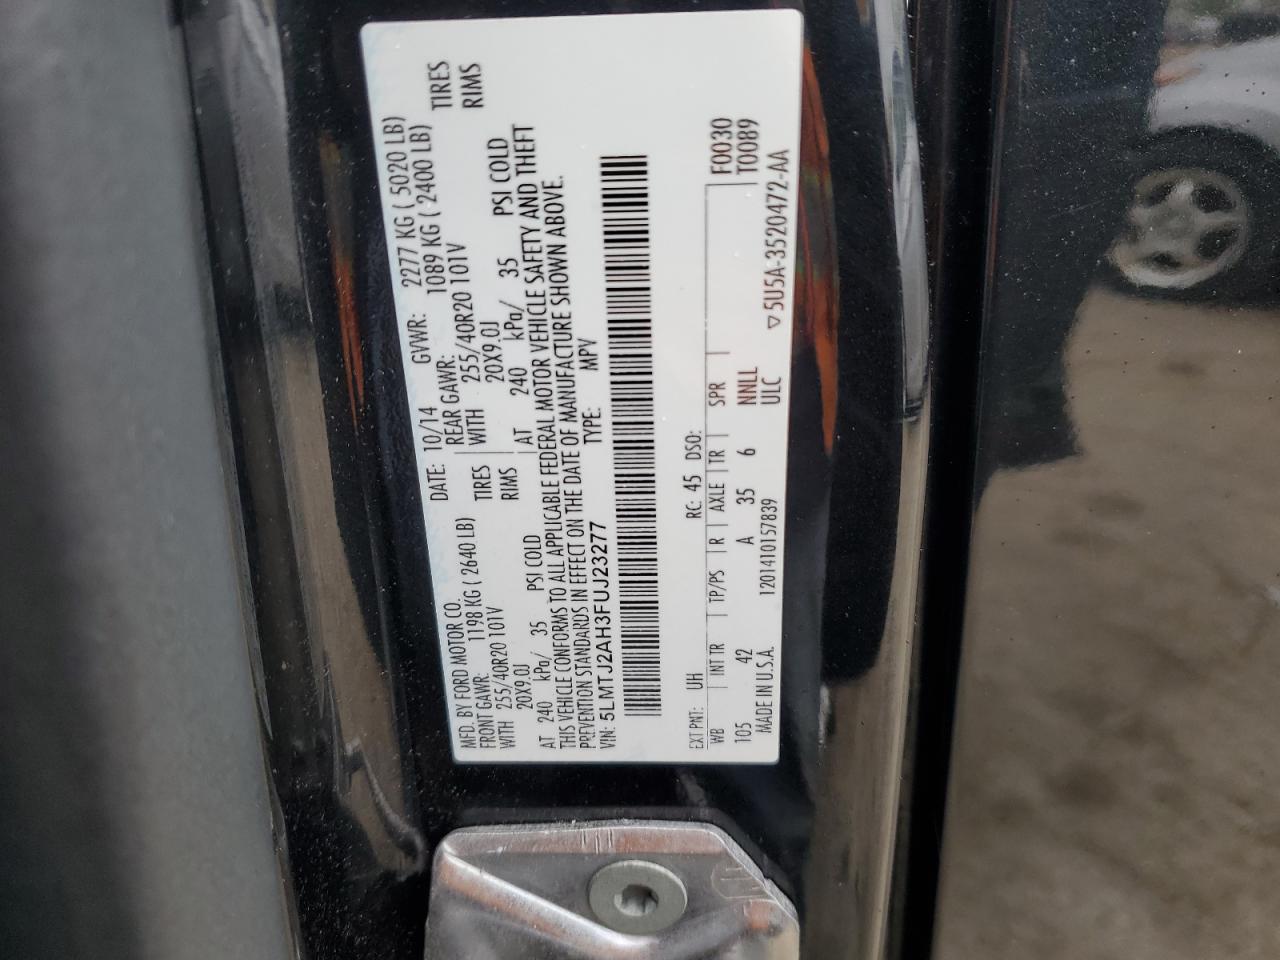 MFD. BY FORD MOTOR CO.
DATE: 10/14 GVWR: 2277 KG ( 5020 LB)
FRONT GAWR: 1198 KG ( 2640 LB) REAR GAWR: 1089 KG ( 2400 LB)
WITH 255/40R20 101V TIRES WITH 255/40R20 101V TIRES
20X9.0J RIMS 20X9.0J RIMS
AT 240 kPa/ 35 PSI COLD AT 240 kPa/ 35 PSI COLD
THIS VEHICLE CONFORMS TO ALL APPLICABLE FEDERAL MOTOR VEHICLE SAFETY AND THEFT
PREVENTION STANDARDS IN EFFECT ON THE DATE OF MANUFACTURE SHOWN ABOVE.
VIN: 5LMTJ2AH3FUJ23277 TYPE: MPV
EXT PNT: UH RC: 45 DSO: F0030
WB INT TR TP/PS R AXLE TR SPR T0089
105 42 A 35 6 NNLL
ULC
MADE IN U.S.A. 1201410157839 ▽5U5A-3520472-AA